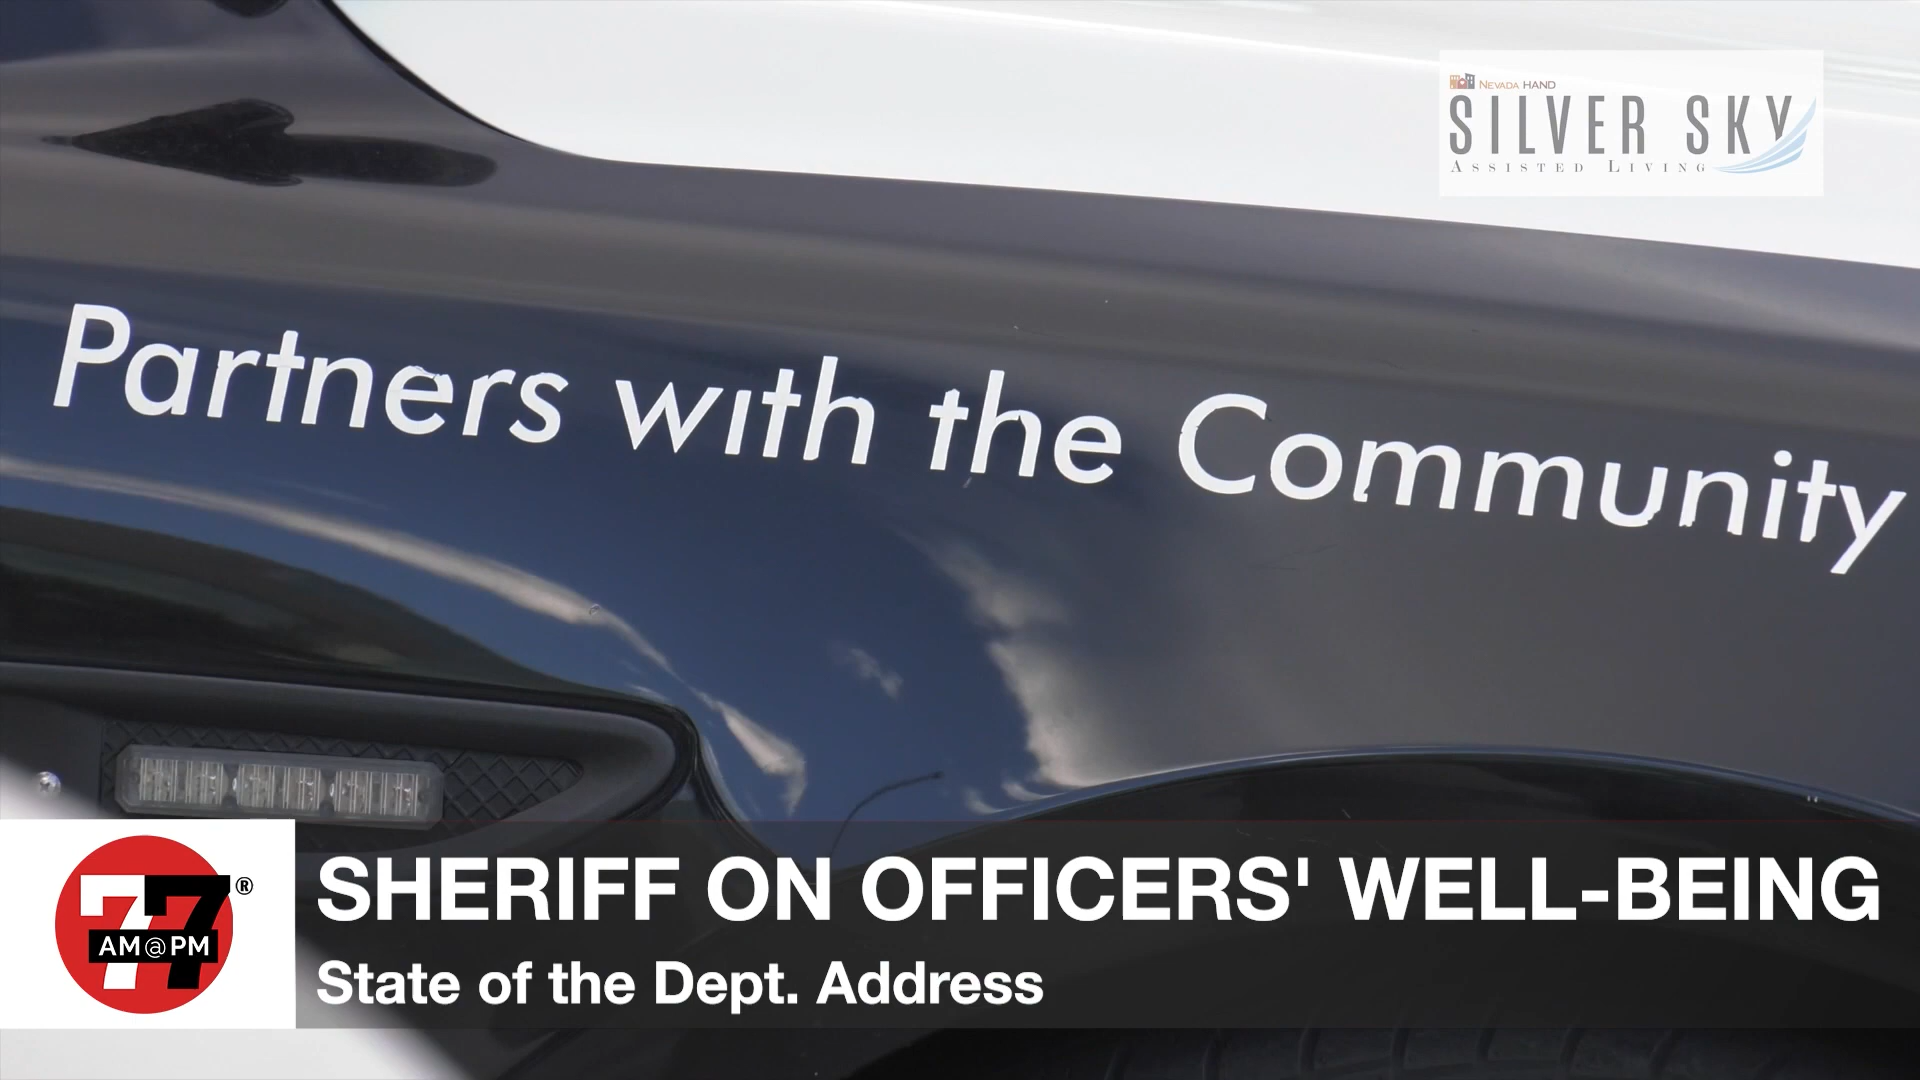 NEVADA HAND
SILVER SKY
ASSISTED LIVING
Partners with the Community
77®
AM@PM
SHERIFF ON OFFICERS' WELL-BEING
State of the Dept. Address